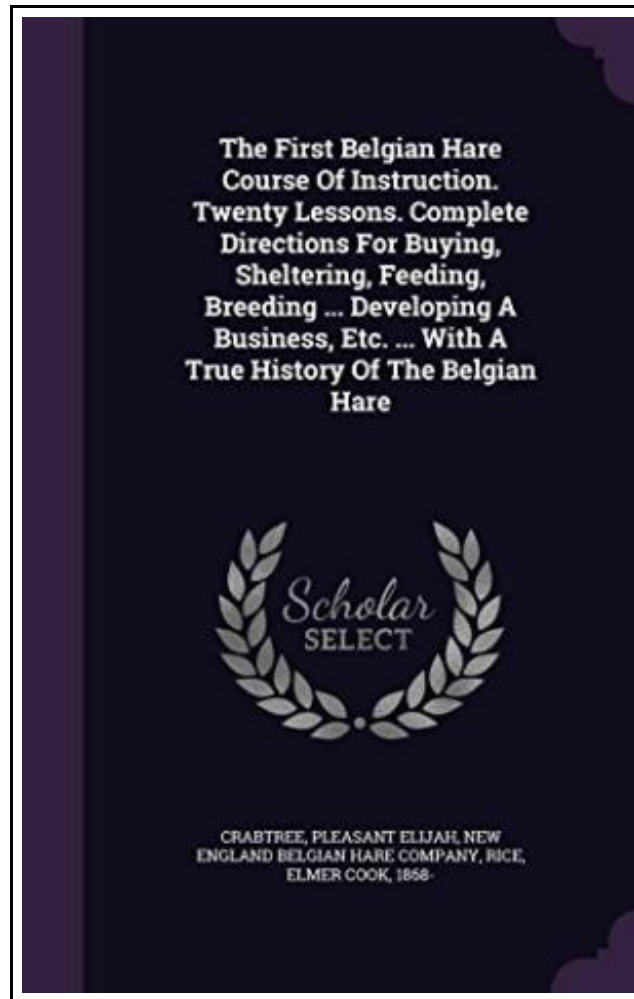 The First Belgian Hare
Course Of Instruction.
Twenty Lessons. Complete
Directions For Buying,
Sheltering, Feeding,
Breeding ... Developing A
Business, Etc. ... With A
True History Of The Belgian
Hare
Scholar
SELECT
CRABTREE, PLEASANT ELIJAH, NEW
ENGLAND BELGIAN HARE COMPANY, RICE,
ELMER COOK, 1868-